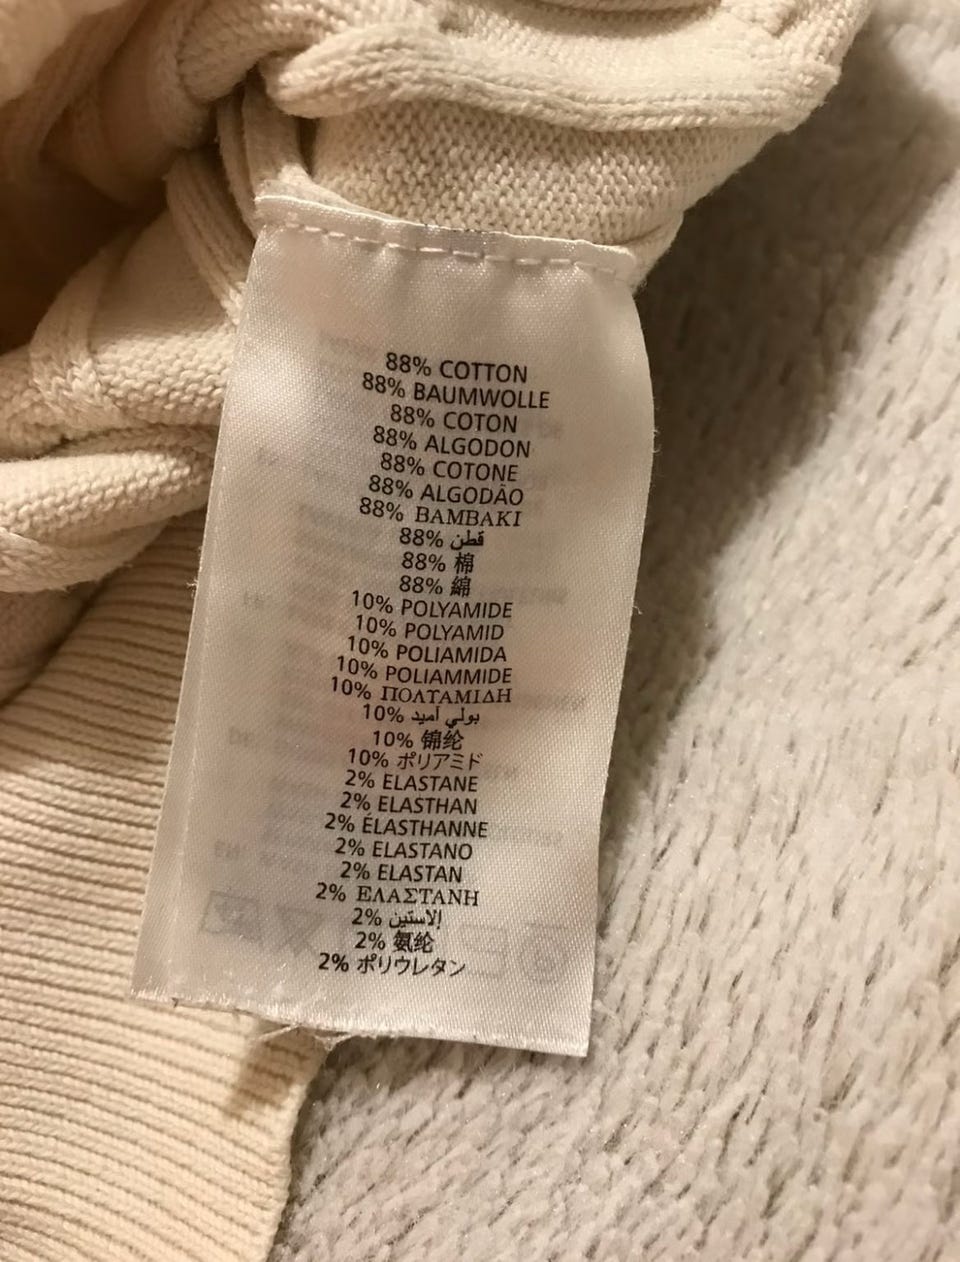 88% COTTON
88% BAUMWOLLE
88% COTON
88% ALGODON
88% COTONE
88% ALGODÃO
88% ΒΑΜΒΑΚΙ
88% قطن
88% 棉
88% 綿
10% POLYAMIDE
10% POLYAMID
10% POLIAMIDA
10% POLIAMMIDE
10% ΠΟΛΤΑΜΙΔΗ
10% بولي أميد
10% 锦纶
10% ポリアミド
2% ELASTANE
2% ELASTHAN
2% ÉLASTHANNE
2% ELASTANO
2% ELASTAN
2% ΕΛΑΣΤΑΝΗ
2% إلاستين
2% 氨纶
2% ポリウレタン